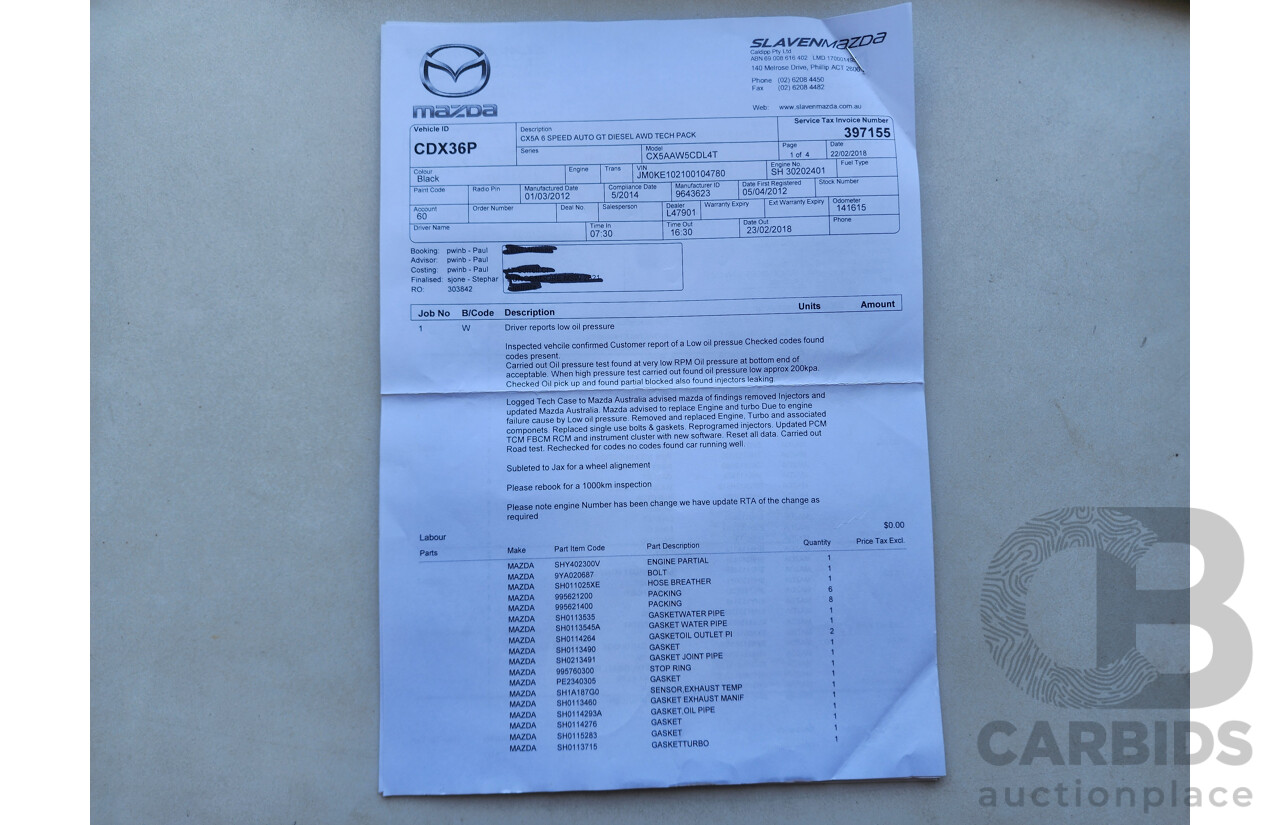 SLAVENMAZDA
Caldipp Pty Ltd
ABN 69 008 616 402 LMD 17000145
140 Melrose Drive, Phillip ACT 2606
Phone (02) 6208 4450
Fax (02) 6208 4482
mazda
Web: www.slavenmazda.com.au
Vehicle ID
CDX36P
Description
CX5A 6 SPEED AUTO GT DIESEL AWD TECH PACK
Service Tax Invoice Number
397155
Series
Model
CX5AAW5CDL4T
Page
1 of 4
Date
22/02/2018
Colour
Black
Engine
Trans
VIN
JM0KE102100104780
Engine No.
SH 30202401
Fuel Type
Paint Code
Radio Pin
Manufactured Date
01/03/2012
Compliance Date
5/2014
Manufacturer ID
9643623
Date First Registered
05/04/2012
Stock Number
Account
60
Order Number
Deal No.
Salesperson
Dealer
L47901
Warranty Expiry
Ext Warranty Expiry
Odometer
141615
Driver Name
Time In
07:30
Time Out
16:30
Date Out
23/02/2018
Phone
Booking: pwinb - Paul
Advisor: pwinb - Paul
Costing: pwinb - Paul
Finalised: sjone - Stephar
RO: 303842
Job No B/Code Description Units Amount
1 W Driver reports low oil pressure
Inspected vehcile confirmed Customer report of a Low oil pressue Checked codes found
codes present.
Carried out Oil pressure test found at very low RPM Oil pressure at bottom end of
acceptable. When high pressure test carried out found oil pressure low approx 200kpa.
Checked Oil pick up and found partial blocked also found injectors leaking.
Logged Tech Case to Mazda Australia advised mazda of findings removed Injectors and
updated Mazda Australia. Mazda advised to replace Engine and turbo Due to engine
failure cause by Low oil pressure. Removed and replaced Engine, Turbo and associated
componets. Replaced single use bolts & gaskets. Reprogramed injectors. Updated PCM
TCM FBCM RCM and instrument cluster with new software. Reset all data. Carried out
Road test. Rechecked for codes no codes found car running well.
Subleted to Jax for a wheel alignement
Please rebook for a 1000km inspection
Please note engine Number has been change we have update RTA of the change as
required
Labour $0.00
Parts Make Part Item Code Part Description Quantity Price Tax Excl.
MAZDA SHY402300V ENGINE PARTIAL 1
MAZDA 9YA020687 BOLT 1
MAZDA SH011025XE HOSE BREATHER 1
MAZDA 995621200 PACKING 6
MAZDA 995621400 PACKING 8
MAZDA SH0113535 GASKETWATER PIPE 1
MAZDA SH0113545A GASKET WATER PIPE 1
MAZDA SH0114264 GASKETOIL OUTLET PI 2
MAZDA SH0113490 GASKET 1
MAZDA SH0213491 GASKET JOINT PIPE 1
MAZDA 995760300 STOP RING 1
MAZDA PE2340305 GASKET 1
MAZDA SH1A187G0 SENSOR,EXHAUST TEMP 1
MAZDA SH0113460 GASKET EXHAUST MANIF 1
MAZDA SH0114293A GASKET,OIL PIPE 1
MAZDA SH0114276 GASKET 1
MAZDA SH0115283 GASKET 1
MAZDA SH0113715 GASKETTURBO 1
CB
CARBIDS
auctionplace